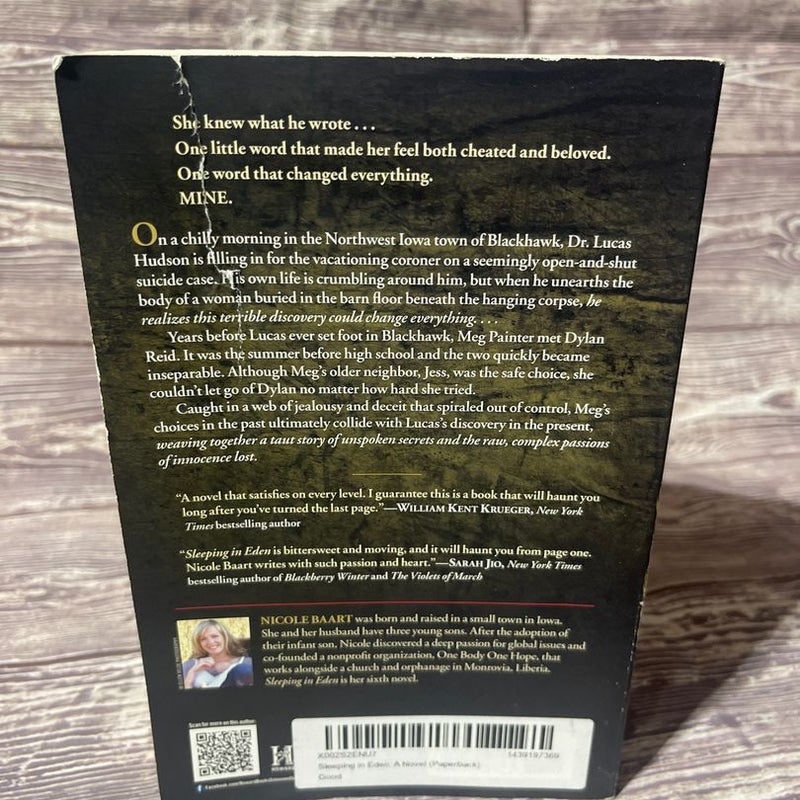 She knew what he wrote . . .
One little word that made her feel both cheated and beloved.
One word that changed everything.
MINE.
On a chilly morning in the Northwest Iowa town of Blackhawk, Dr. Lucas
Hudson is filling in for the vacationing coroner on a seemingly open-and-shut
suicide case. His own life is crumbling around him, but when he unearths the
body of a woman buried in the barn floor beneath the hanging corpse, he
realizes this terrible discovery could change everything. . . .
Years before Lucas ever set foot in Blackhawk, Meg Painter met Dylan
Reid. It was the summer before high school and the two quickly became
inseparable. Although Meg's older neighbor, Jess, was the safe choice, she
couldn't let go of Dylan no matter how hard she tried.
Caught in a web of jealousy and deceit that spiraled out of control, Meg's
choices in the past ultimately collide with Lucas's discovery in the present,
weaving together a taut story of unspoken secrets and the raw, complex passions
of innocence lost.
"A novel that satisfies on every level. I guarantee this is a book that will haunt you
long after you've turned the last page."—WILLIAM KENT KRUEGER, New York
Times bestselling author
"Sleeping in Eden is bittersweet and moving, and it will haunt you from page one.
Nicole Baart writes with such passion and heart."—SARAH JIO, New York Times
bestselling author of Blackberry Winter and The Violets of March
NICOLE BAART was born and raised in a small town in Iowa.
She and her husband have three young sons. After the adoption of
their infant son, Nicole discovered a deep passion for global issues and
co-founded a nonprofit organization, One Body One Hope, that
works alongside a church and orphanage in Monrovia, Liberia.
Sleeping in Eden is her sixth novel.
Scan for more on this author.
X002S2ENU7
1439197369
Sleeping in Eden: A Novel (Paperback)
Good